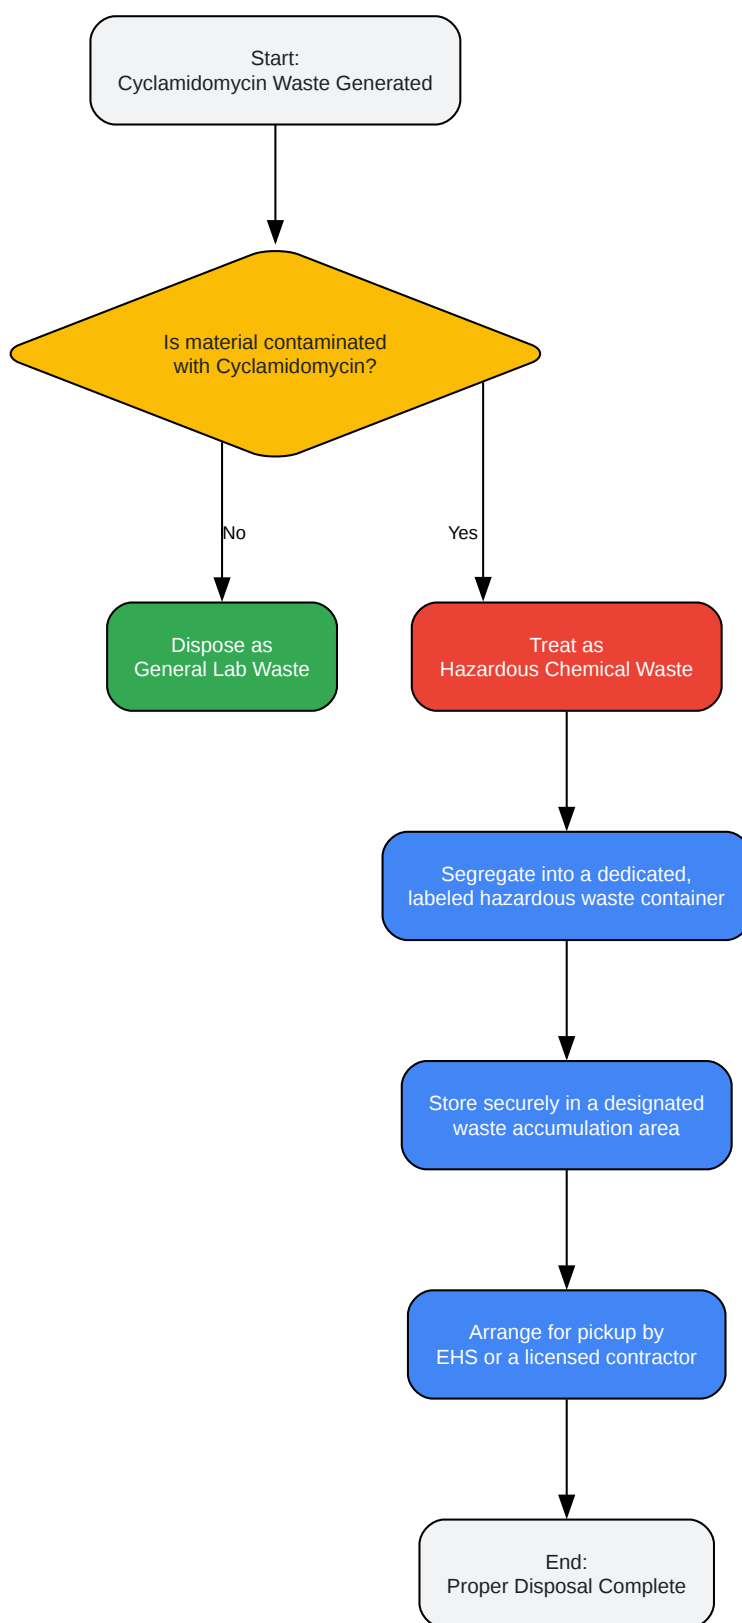 Start:
Cyclamidomycin Waste Generated
Is material contaminated
with Cyclamidomycin?
No
Yes
Dispose as
General Lab Waste
Treat as
Hazardous Chemical Waste
Segregate into a dedicated,
labeled hazardous waste container
Store securely in a designated
waste accumulation area
Arrange for pickup by
EHS or a licensed contractor
End:
Proper Disposal Complete